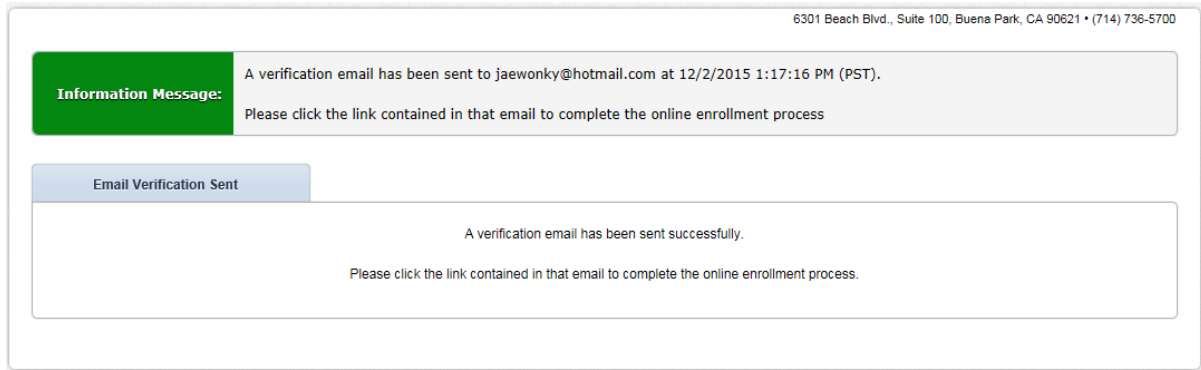 6301 Beach Blvd., Suite 100, Buena Park, CA 90621 • (714) 736-5700
Information Message:
A verification email has been sent to jaewonky@hotmail.com at 12/2/2015 1:17:16 PM (PST).
Please click the link contained in that email to complete the online enrollment process
Email Verification Sent
A verification email has been sent successfully.
Please click the link contained in that email to complete the online enrollment process.